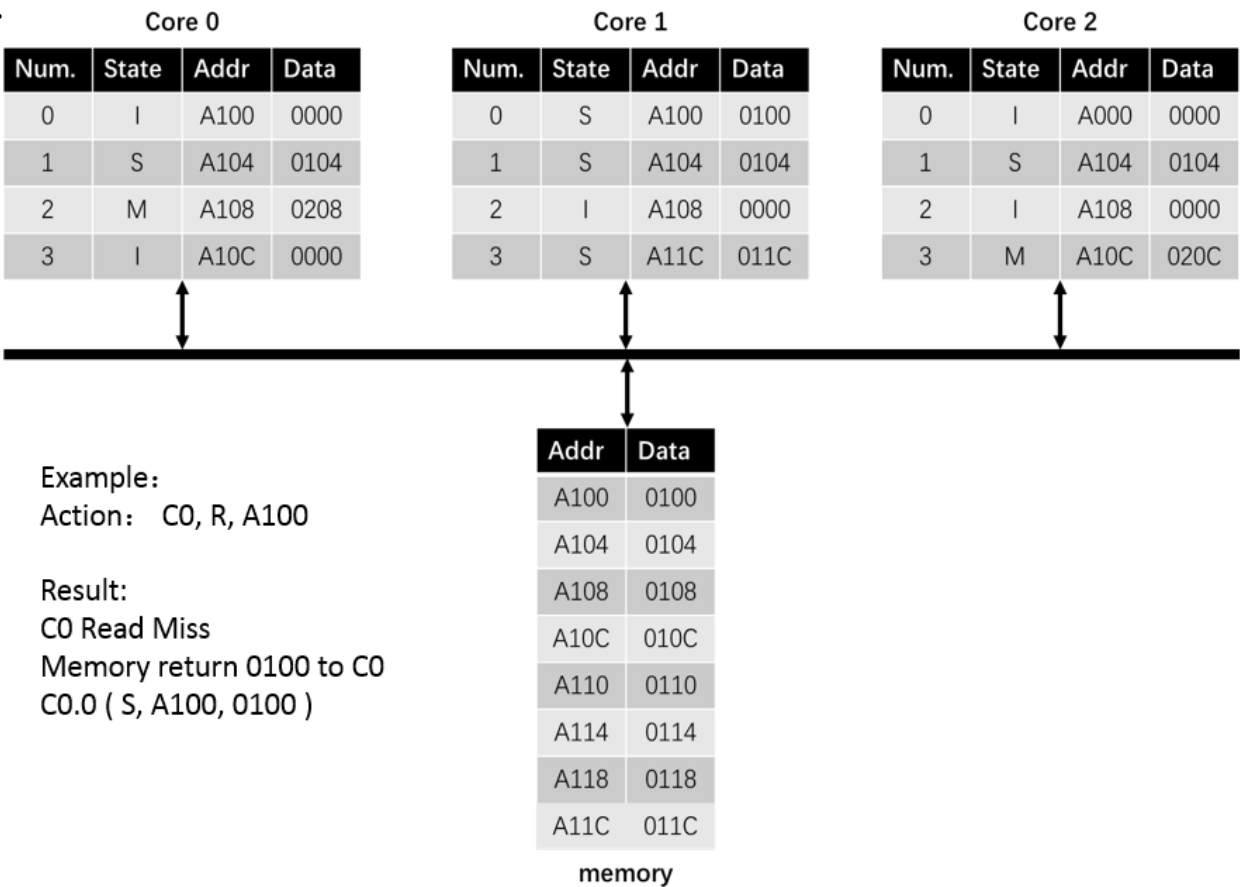 Core 0
Num. State Addr Data
0 I A100 0000
1 S A104 0104
2 M A108 0208
3 I A10C 0000
Core 1
Num. State Addr Data
0 S A100 0100
1 S A104 0104
2 I A108 0000
3 S A11C 011C
Core 2
Num. State Addr Data
0 I A000 0000
1 S A104 0104
2 I A108 0000
3 M A10C 020C
Example：
Action： C0, R, A100
Result:
C0 Read Miss
Memory return 0100 to C0
C0.0 ( S, A100, 0100 )
Addr Data
A100 0100
A104 0104
A108 0108
A10C 010C
A110 0110
A114 0114
A118 0118
A11C 011C
memory